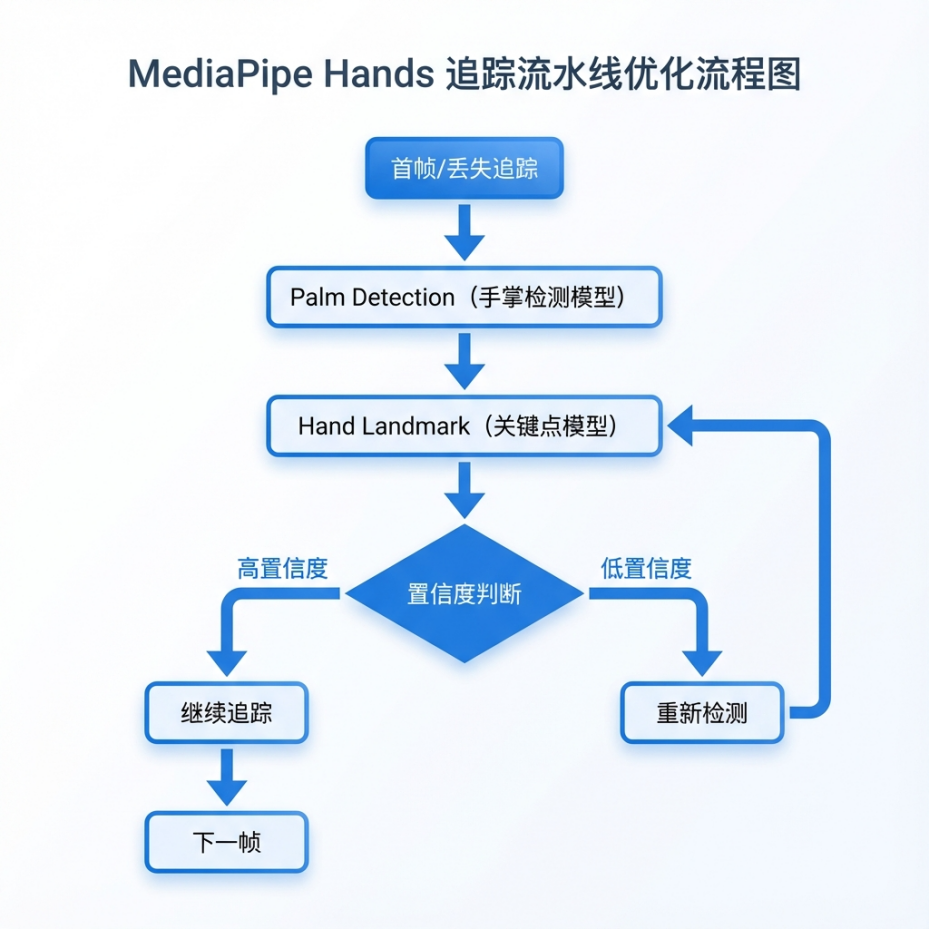 MediaPipe Hands 追踪流水线优化流程图
首帧/丢失追踪
Palm Detection（手掌检测模型）
Hand Landmark（关键点模型）
高置信度
置信度判断
低置信度
继续追踪
重新检测
下一帧